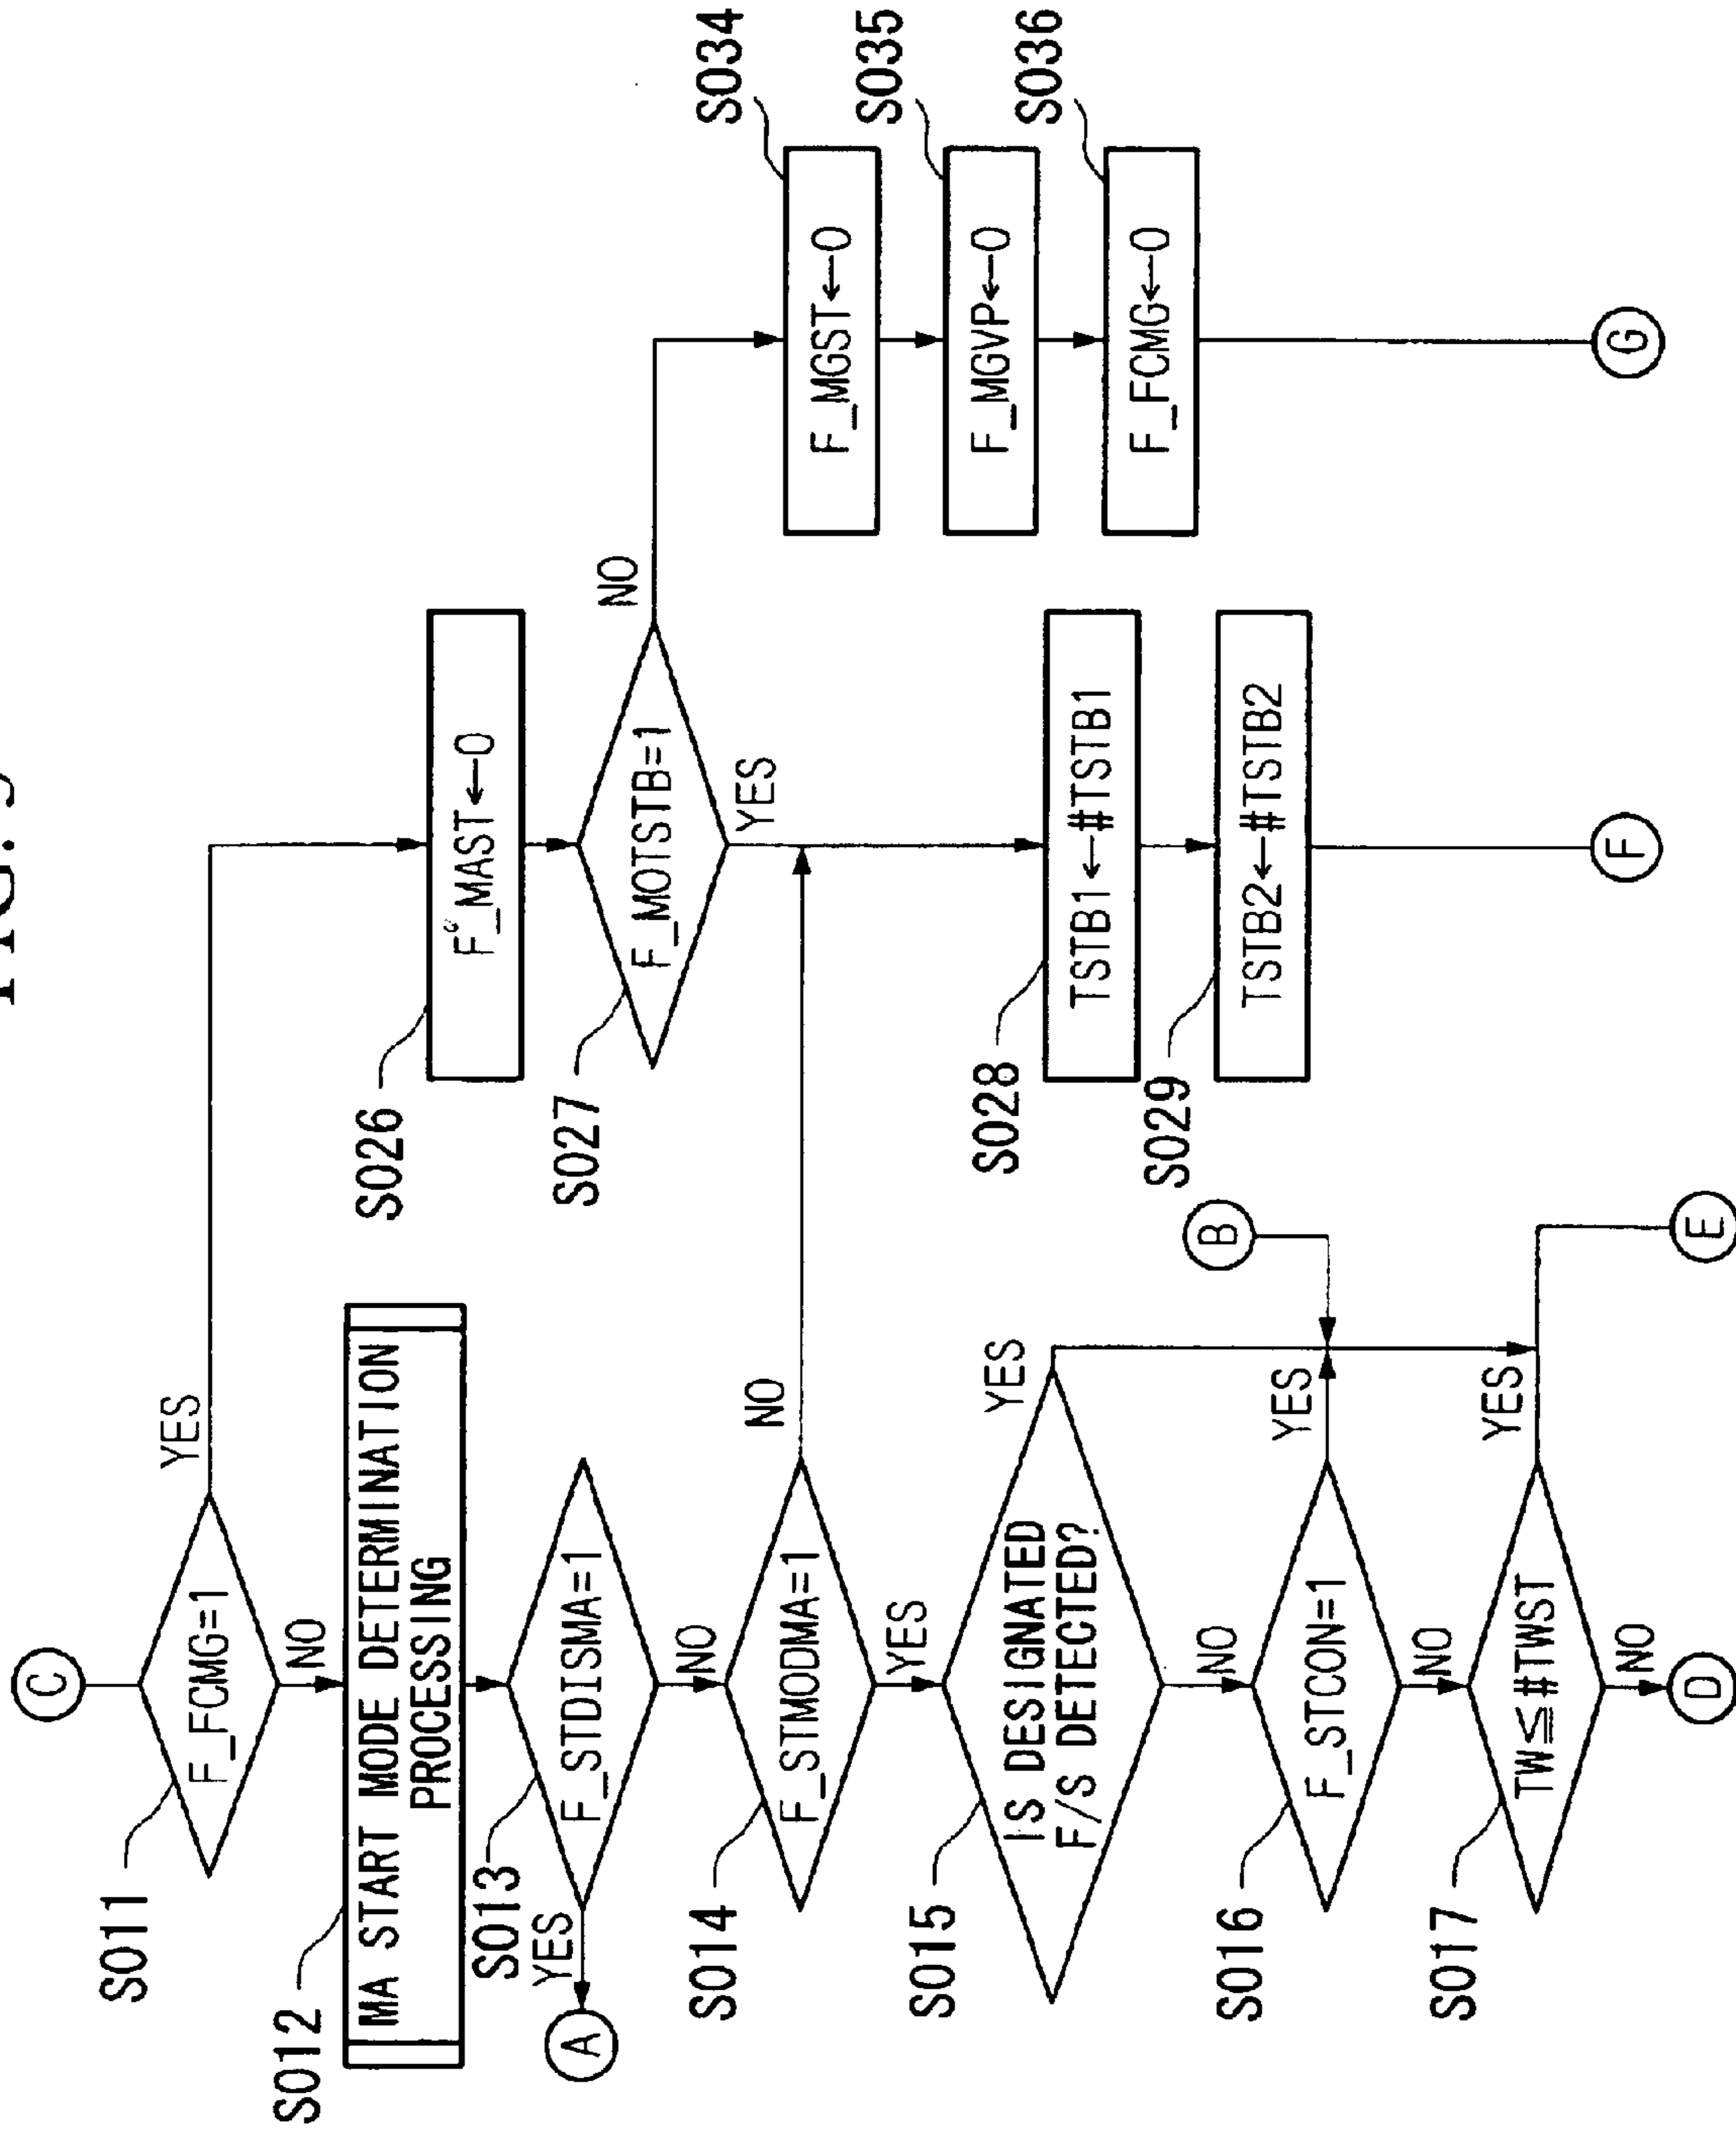 C
S011
F_FCMG=1
YES
NO
S012
MA START MODE DETERMINATION
PROCESSING
S013
F_STDISMA=1
YES
A
NO
S014
F_STMODMA=1
NO
YES
S015
IS DESIGNATED
F/S DETECTED?
YES
NO
B
S016
F_STCON=1
YES
NO
S017
TW≦#TWST
YES
NO
D
E
S026
F_MAST←0
S027
F_MOTSTB=1
NO
YES
S028
TSTB1←#TSTB1
S029
TSTB2←#TSTB2
F
S034
F_MGST←0
S035
F_MGVP←0
S036
F_FCMG←0
G